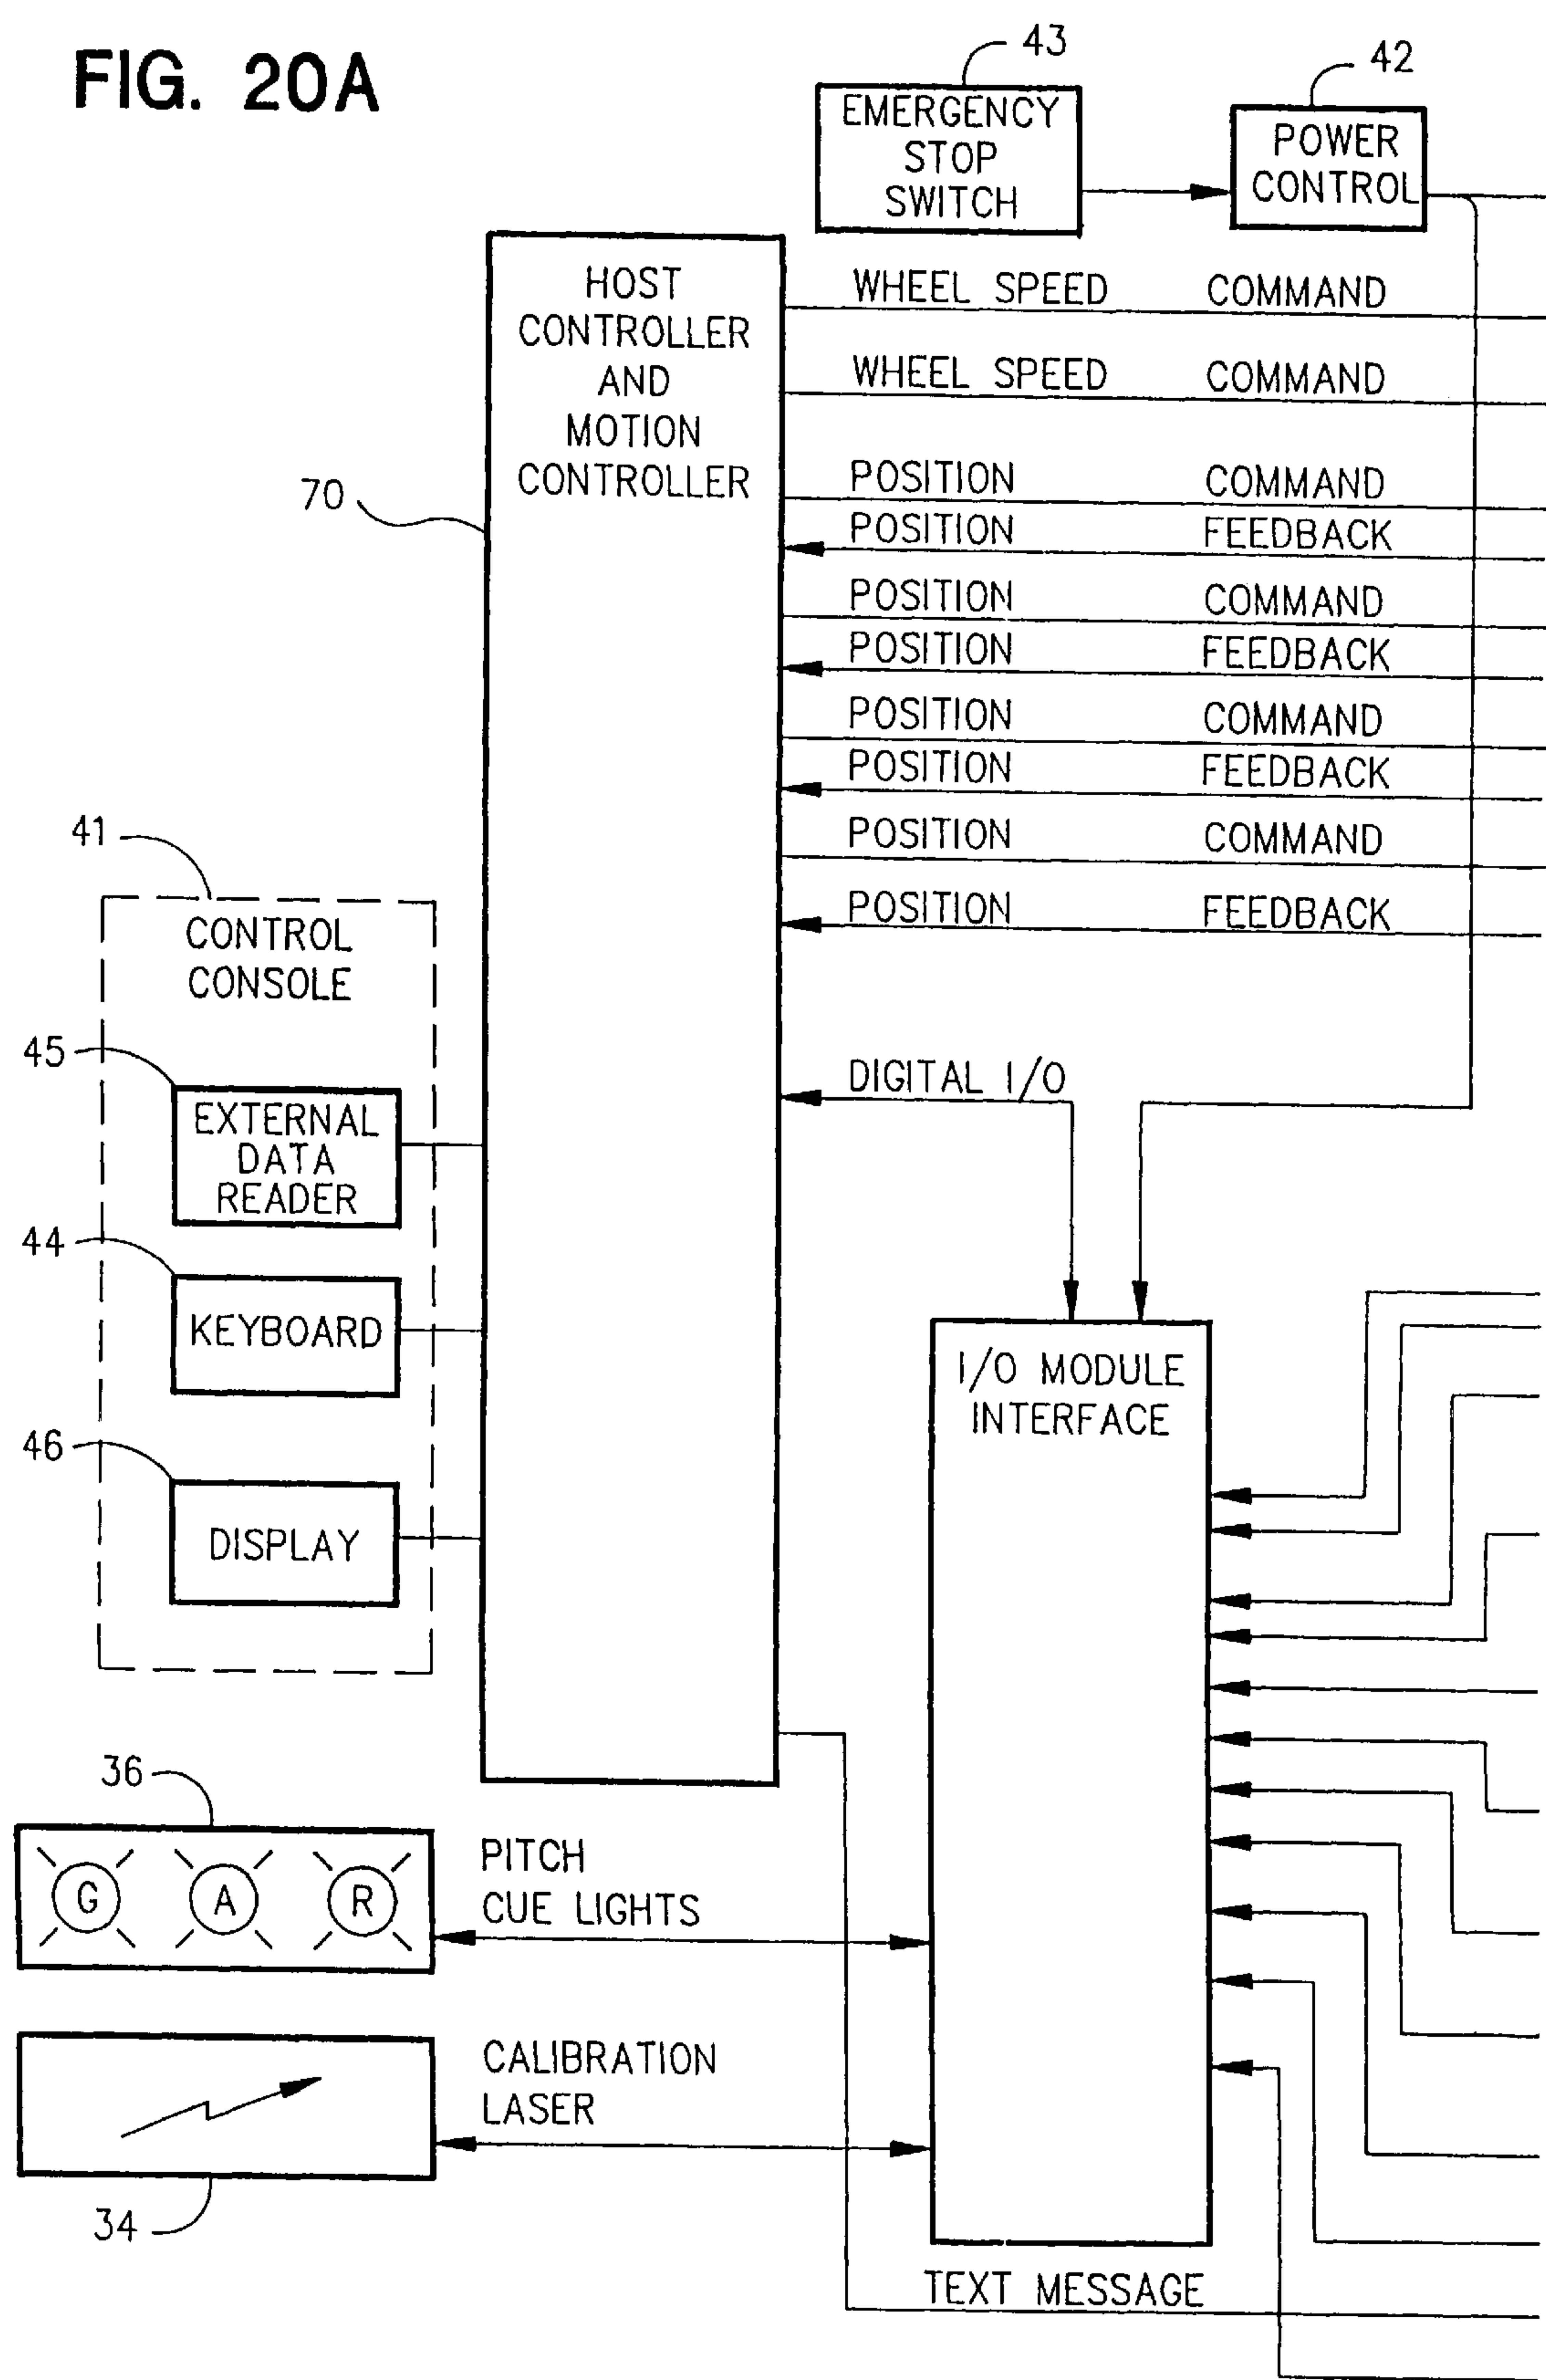 FIG. 20A
43
42
EMERGENCY
STOP
SWITCH
POWER
CONTROL
HOST
CONTROLLER
AND
MOTION
CONTROLLER
70
WHEEL SPEED COMMAND
WHEEL SPEED COMMAND
POSITION COMMAND
POSITION FEEDBACK
POSITION COMMAND
POSITION FEEDBACK
POSITION COMMAND
POSITION FEEDBACK
POSITION COMMAND
POSITION FEEDBACK
41
CONTROL
CONSOLE
45
EXTERNAL
DATA
READER
44
KEYBOARD
46
DISPLAY
DIGITAL I/O
I/O MODULE
INTERFACE
36
G A R
PITCH
CUE LIGHTS
CALIBRATION
LASER
34
TEXT MESSAGE